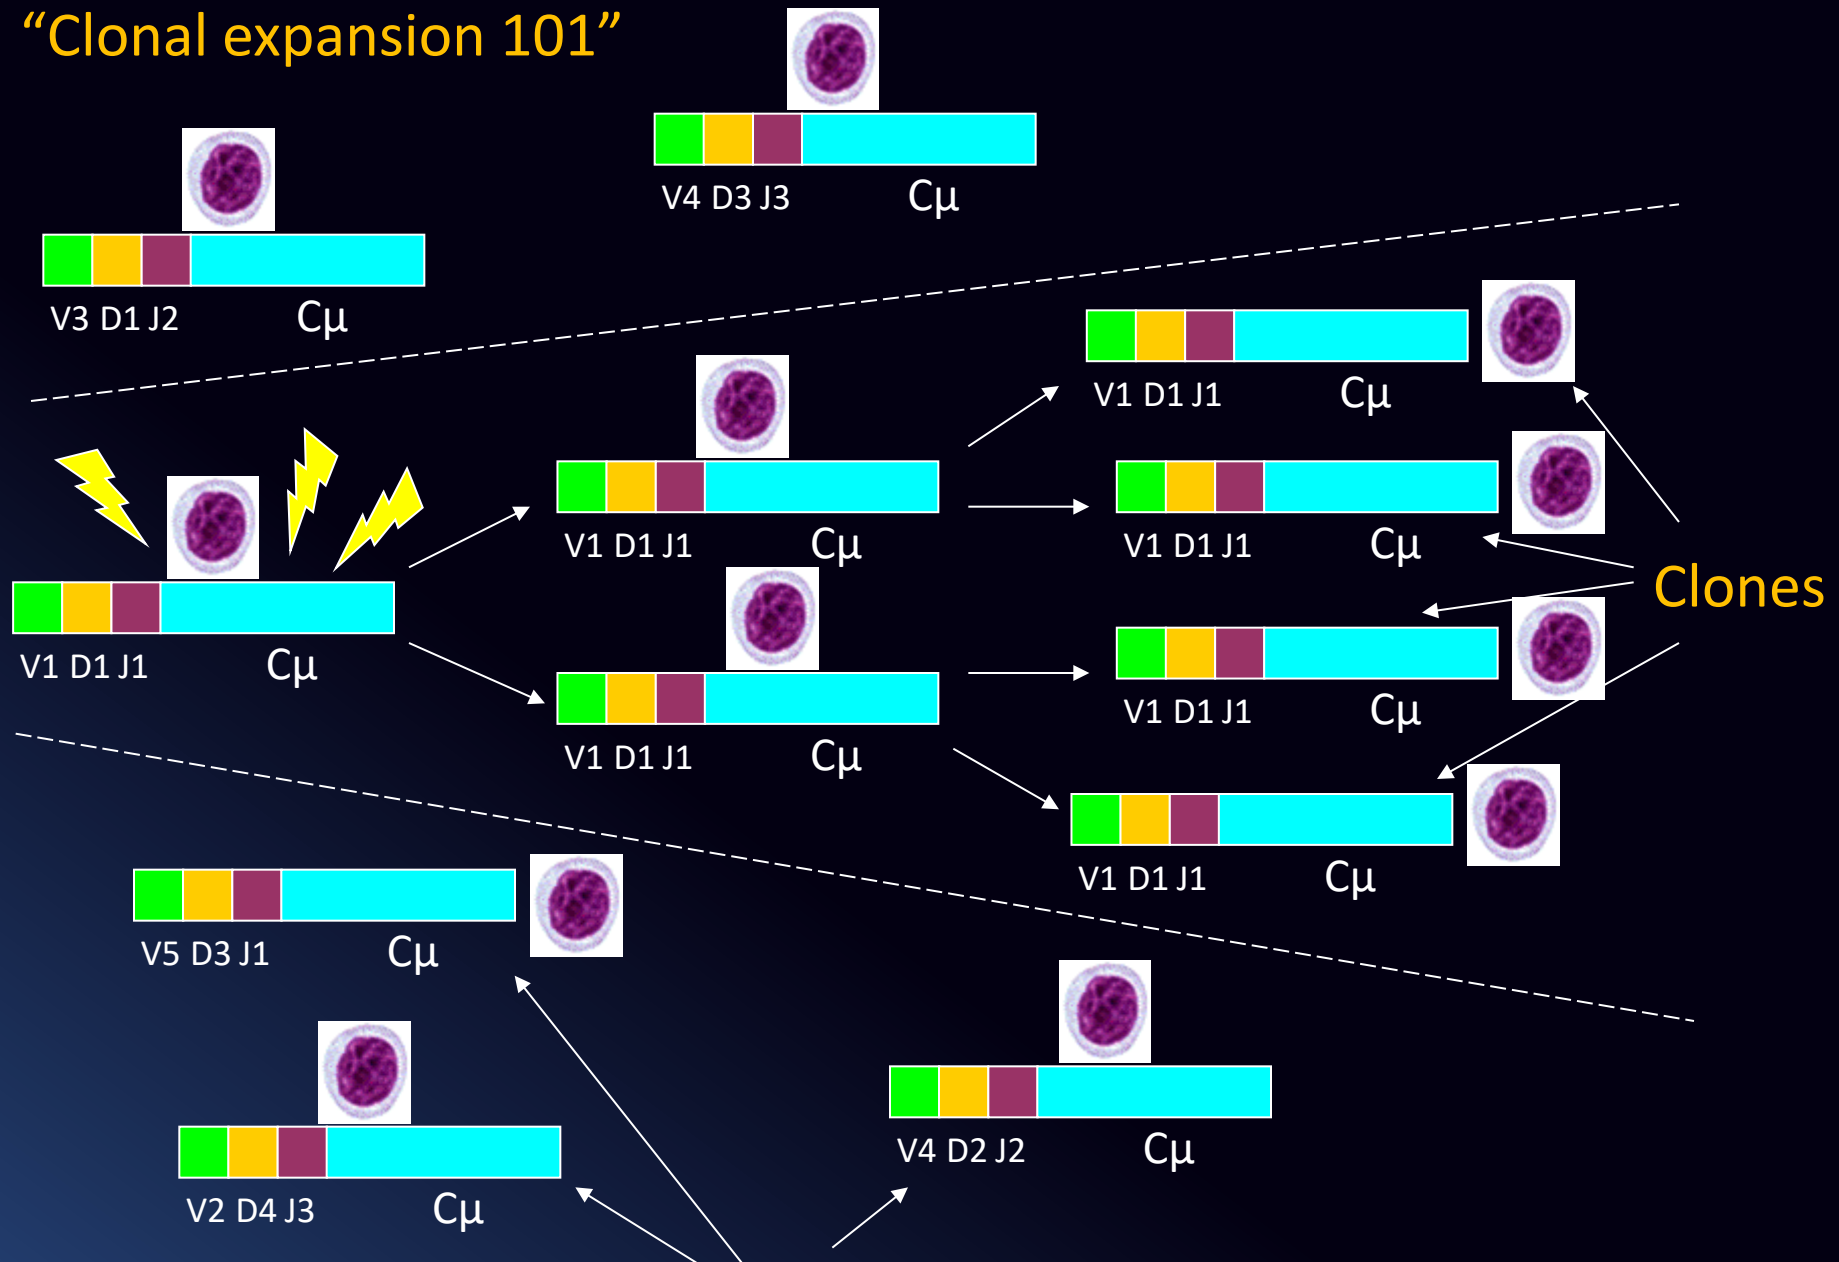 “Clonal expansion 101”
V4 D3 J3 Cμ
V3 D1 J2 Cμ
V1 D1 J1 Cμ
V1 D1 J1 Cμ
V1 D1 J1 Cμ
Clones
V1 D1 J1 Cμ
V1 D1 J1 Cμ
V1 D1 J1 Cμ
V1 D1 J1 Cμ
V5 D3 J1 Cμ
V4 D2 J2 Cμ
V2 D4 J3 Cμ